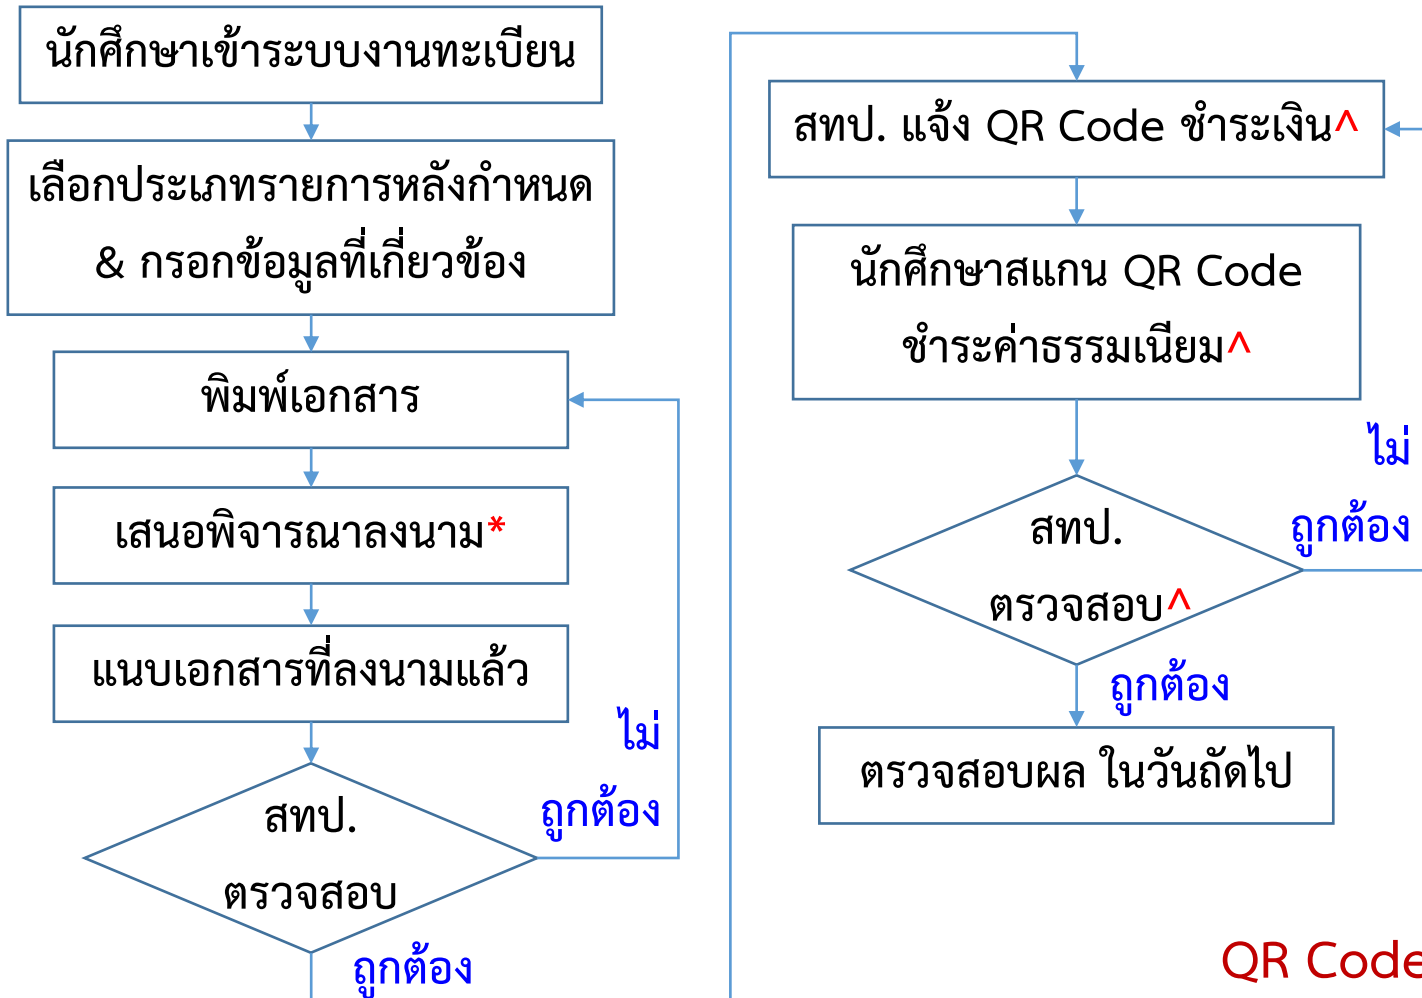 นักศึกษาเข้าระบบงานทะเบียน
เลือกประเภทรายการหลังกำหนด
& กรอกข้อมูลที่เกี่ยวข้อง
พิมพ์เอกสาร
เสนอพิจารณาลงนาม*
แนบเอกสารที่ลงนามแล้ว
สทป.
ตรวจสอบ
ไม่
ถูกต้อง
ถูกต้อง
สทป. แจ้ง QR Code ชำระเงิน^
นักศึกษาสแกน QR Code
ชำระค่าธรรมเนียม^
สทป.
ตรวจสอบ^
ไม่
ถูกต้อง
ถูกต้อง
ตรวจสอบผล ในวันถัดไป
QR Code